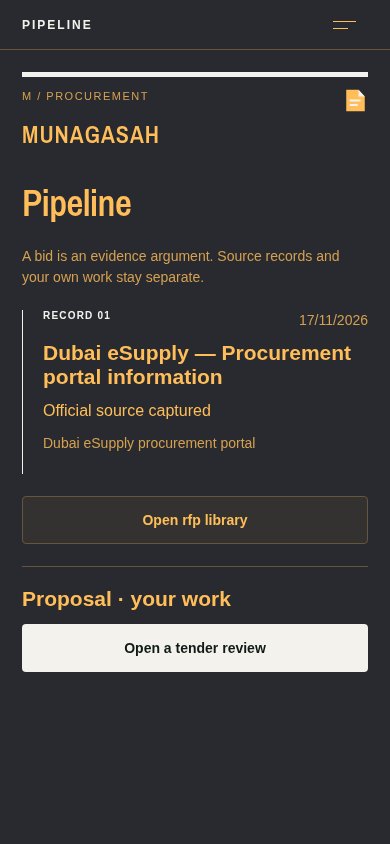 PIPELINE
M / PROCUREMENT
MUNAGASAH
Pipeline
A bid is an evidence argument. Source records and
your own work stay separate.
RECORD 01
17/11/2026
Dubai eSupply — Procurement
portal information
Official source captured
Dubai eSupply procurement portal
Open rfp library
Proposal · your work
Open a tender review